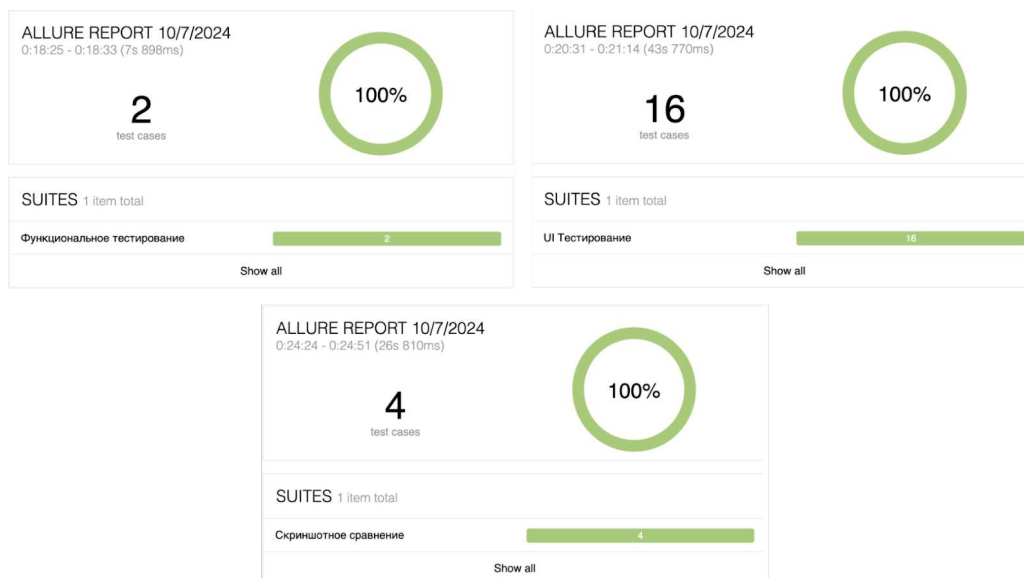 ALLURE REPORT 10/7/2024
0:18:25 - 0:18:33 (7s 898ms)
2
test cases
100%
SUITES 1 item total
Функциональное тестирование 2
Show all
ALLURE REPORT 10/7/2024
0:20:31 - 0:21:14 (43s 770ms)
16
test cases
100%
SUITES 1 item total
UI Тестирование 16
Show all
ALLURE REPORT 10/7/2024
0:24:24 - 0:24:51 (26s 810ms)
4
test cases
100%
SUITES 1 item total
Скриншотное сравнение 4
Show all